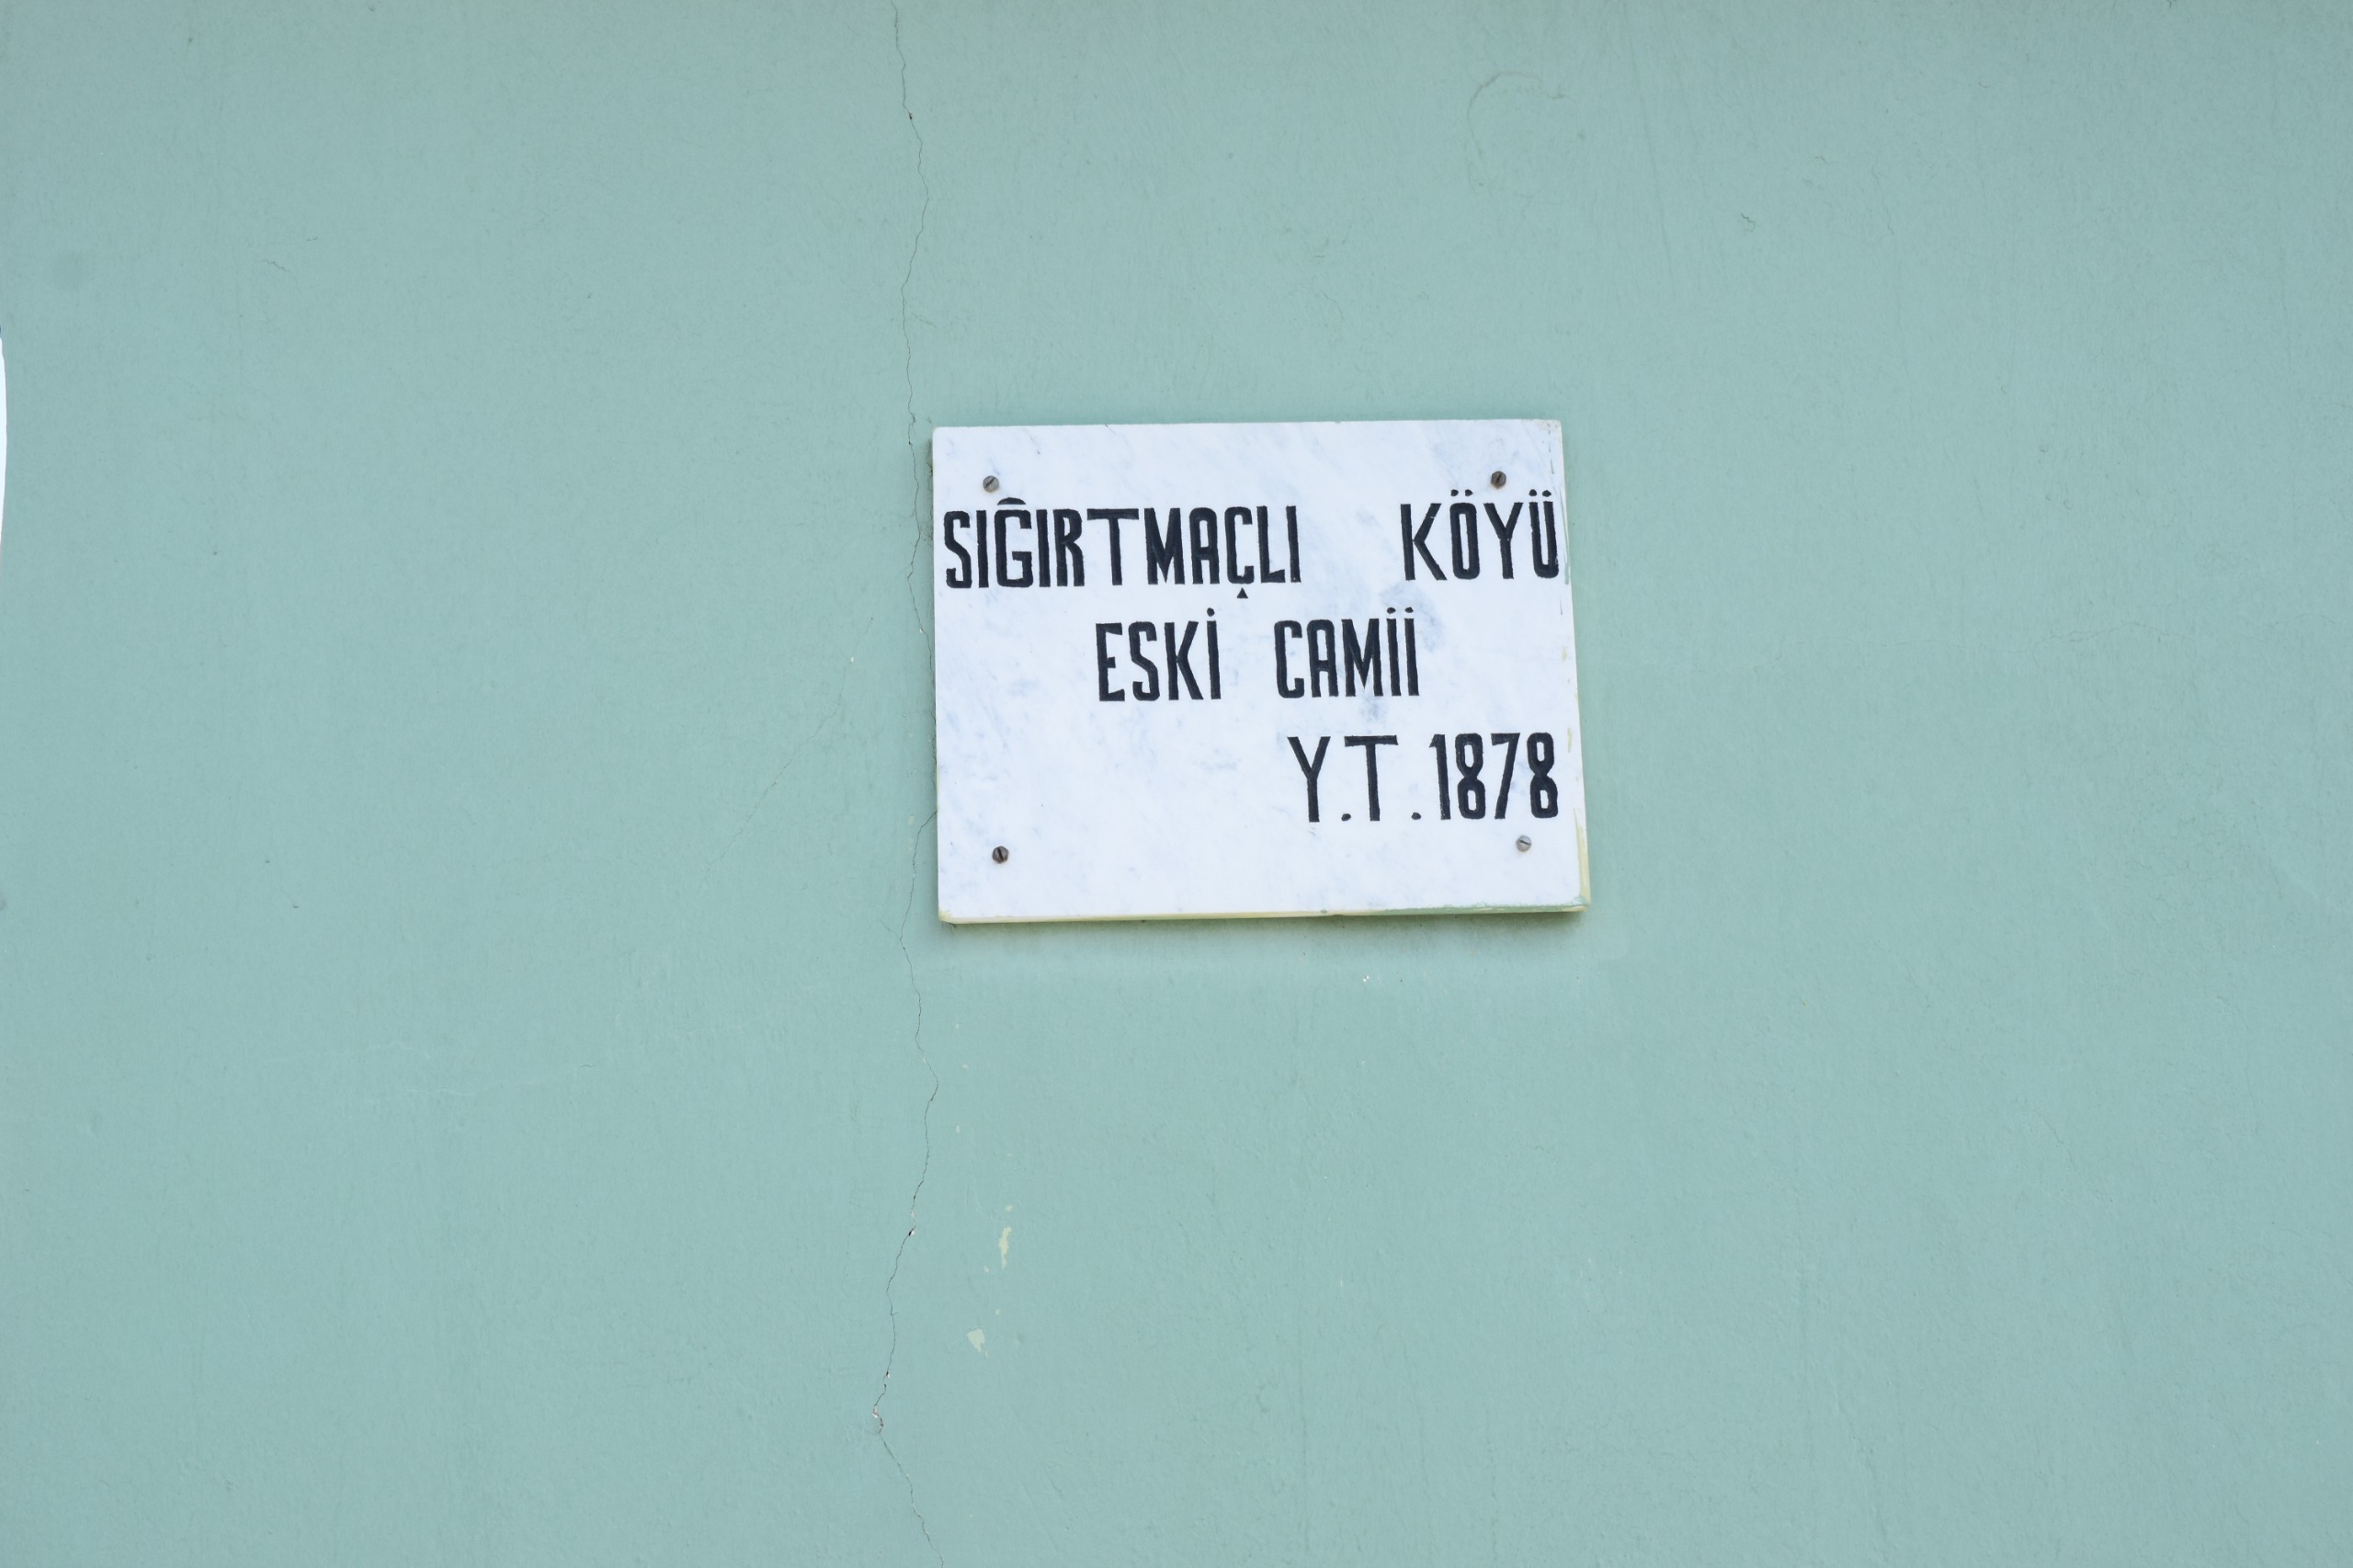 SIĞIRTMAÇLI KÖYÜ
ESKİ CAMİİ
Y.T.1878